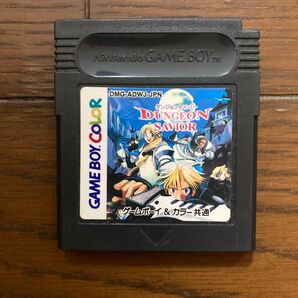 Nintendo GAME BOY™
DMG-ADWJ-JPN
ダンジョンセイバー
DUNGEON
SAVIOR
GAME BOY COLOR
ゲームボーイ&カラー共通